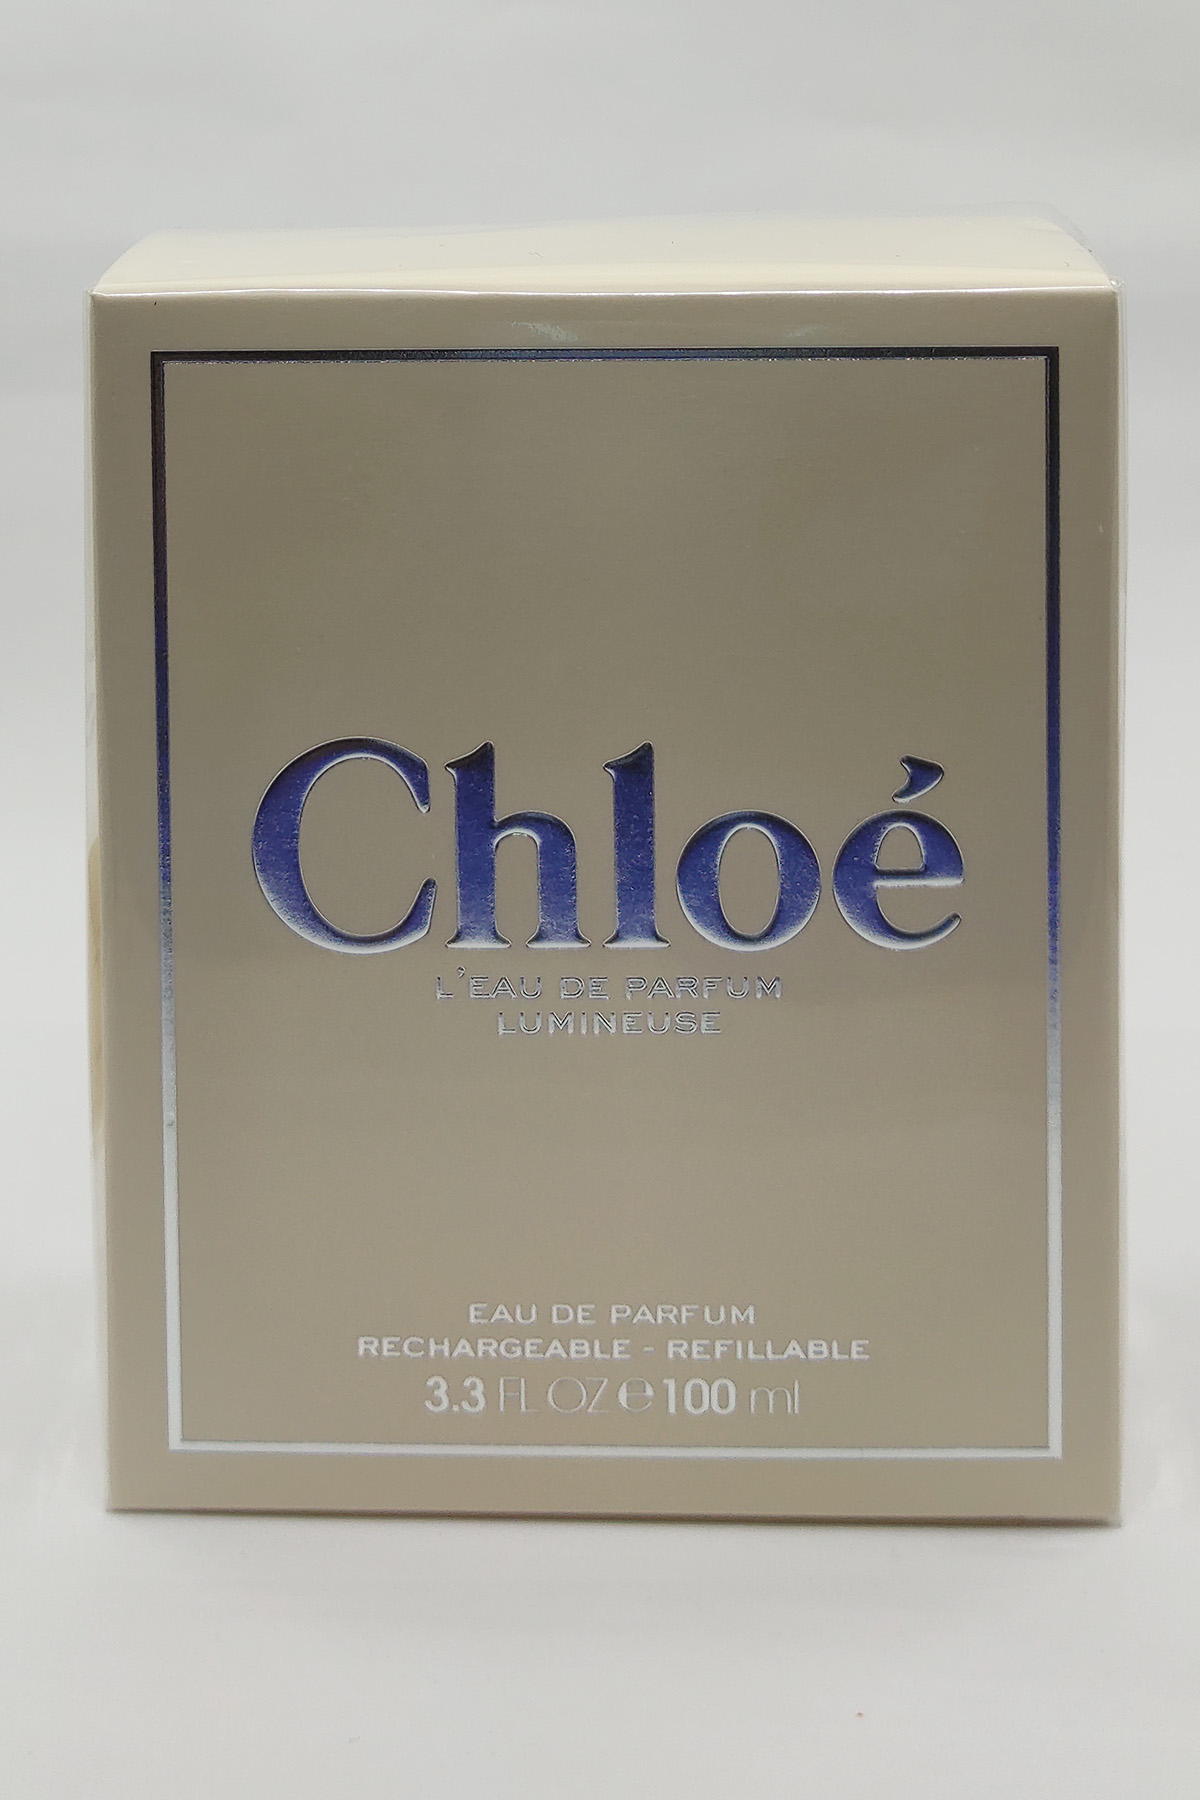 Chloé
L'EAU DE PARFUM
LUMINEUSE
EAU DE PARFUM
RECHARGEABLE - REFILLABLE
3.3 FL OZ ℮ 100 ml